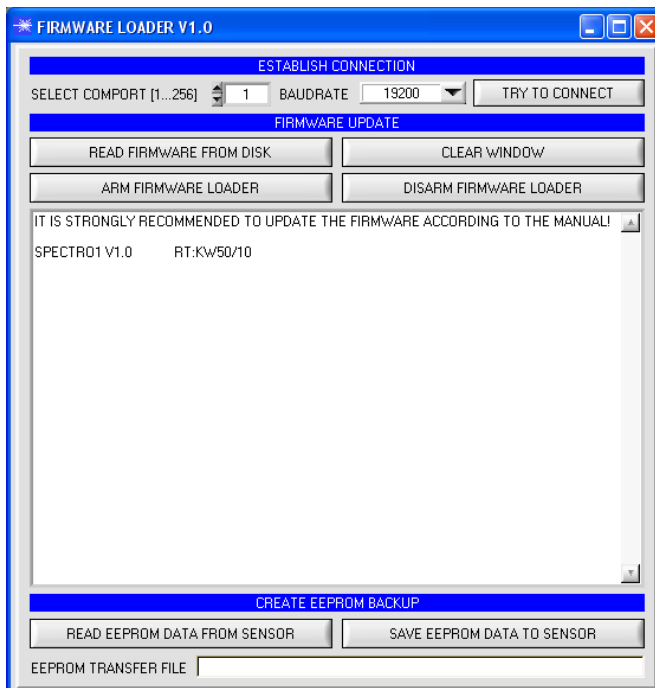 FIRMWARE LOADER V1.0
ESTABLISH CONNECTION
SELECT COMPORT [1...256] 1 BAUDRATE 19200 TRY TO CONNECT
FIRMWARE UPDATE
READ FIRMWARE FROM DISK CLEAR WINDOW
ARM FIRMWARE LOADER DISARM FIRMWARE LOADER
IT IS STRONGLY RECOMMENDED TO UPDATE THE FIRMWARE ACCORDING TO THE MANUAL!
SPECTRO1 V1.0 RT:KW50/10
CREATE EEPROM BACKUP
READ EEPROM DATA FROM SENSOR SAVE EEPROM DATA TO SENSOR
EEPROM TRANSFER FILE